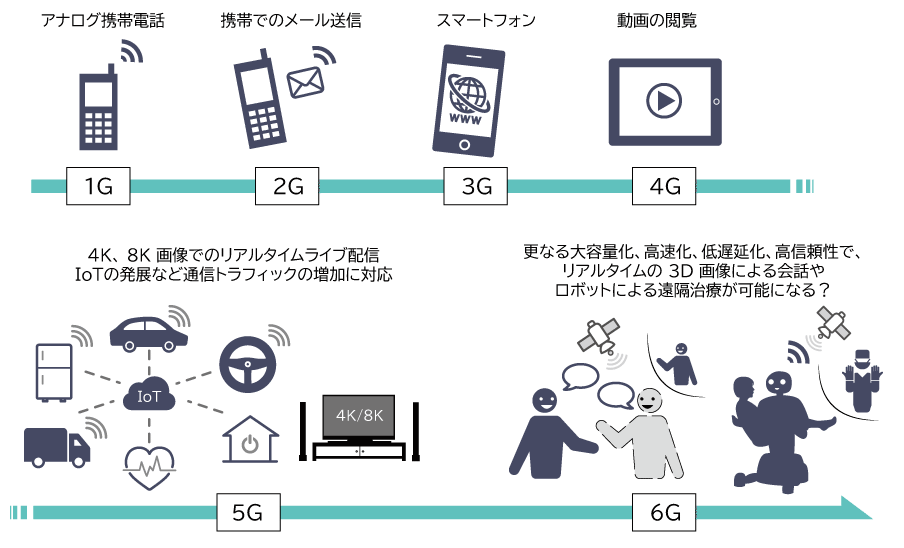 アナログ携帯電話
携帯でのメール送信
スマートフォン
動画の閲覧
WWW
1G
2G
3G
4G
4K、8K 画像でのリアルタイムライブ配信
IoTの発展など通信トラフィックの増加に対応
更なる大容量化、高速化、低遅延化、高信頼性で、
リアルタイムの 3D 画像による会話や
ロボットによる遠隔治療が可能になる？
IoT
4K/8K
5G
6G